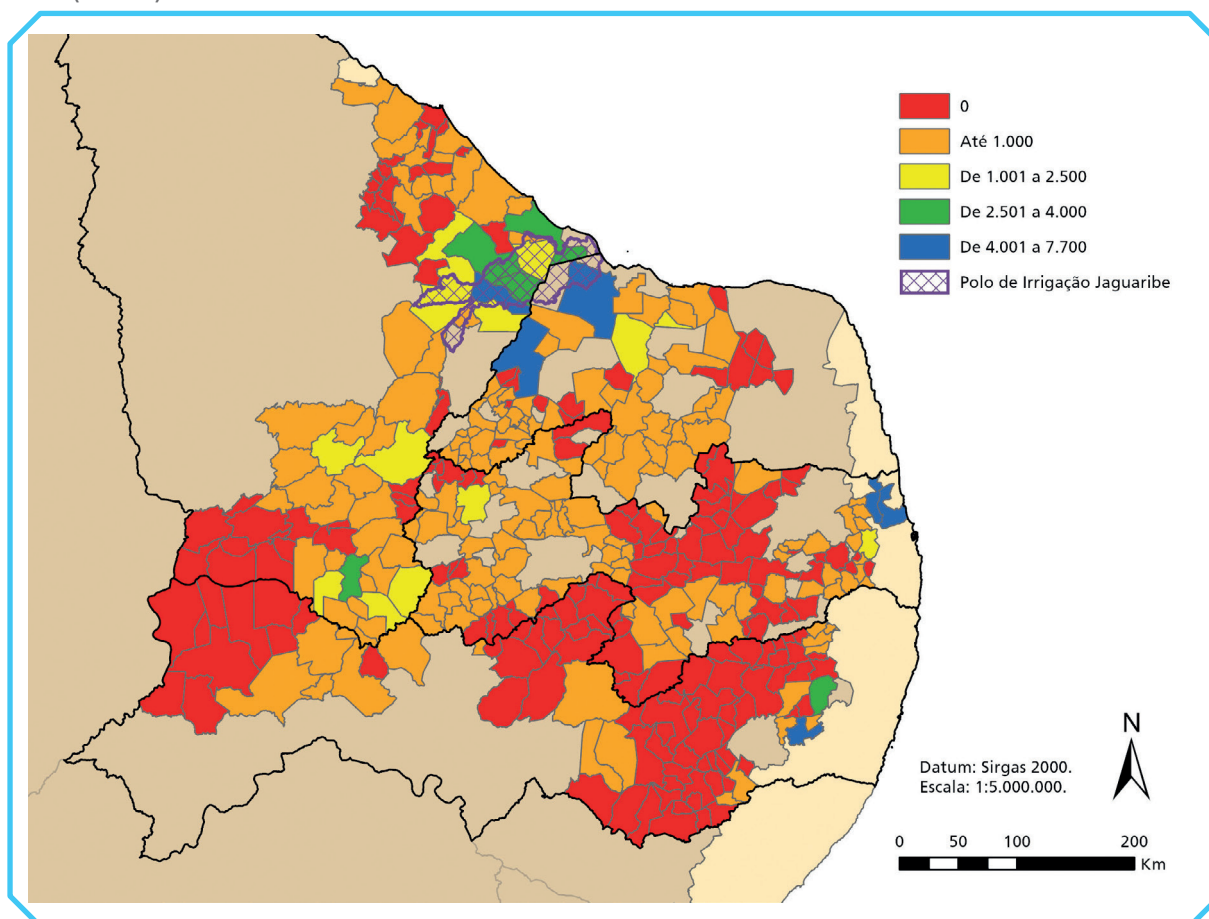 0
Até 1.000
De 1.001 a 2.500
De 2.501 a 4.000
De 4.001 a 7.700
Polo de Irrigação Jaguaribe
N
Datum: Sirgas 2000.
Escala: 1:5.000.000.
0 50 100 200
Km